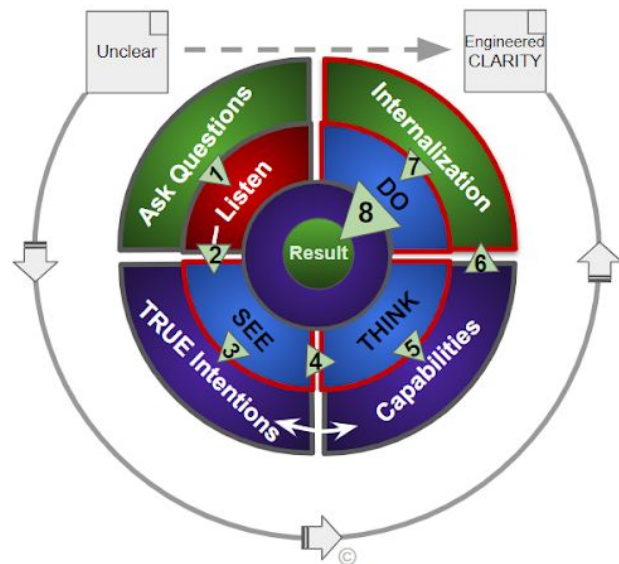 Unclear
Engineered
CLARITY
Ask Questions
Internalization
1
Listen
7
DO
8
Result
2
6
SEE
THINK
3
4
5
TRUE Intentions
Capabilities
©